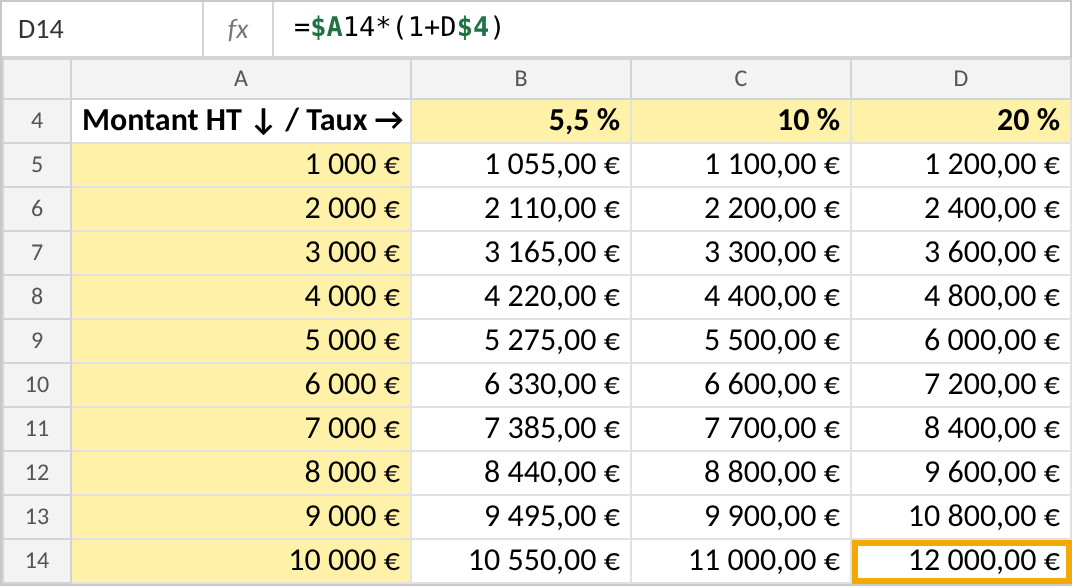 D14 fx =$A14*(1+D$4)
A B C D
4 Montant HT ↓ / Taux → 5,5 % 10 % 20 %
5 1 000 € 1 055,00 € 1 100,00 € 1 200,00 €
6 2 000 € 2 110,00 € 2 200,00 € 2 400,00 €
7 3 000 € 3 165,00 € 3 300,00 € 3 600,00 €
8 4 000 € 4 220,00 € 4 400,00 € 4 800,00 €
9 5 000 € 5 275,00 € 5 500,00 € 6 000,00 €
10 6 000 € 6 330,00 € 6 600,00 € 7 200,00 €
11 7 000 € 7 385,00 € 7 700,00 € 8 400,00 €
12 8 000 € 8 440,00 € 8 800,00 € 9 600,00 €
13 9 000 € 9 495,00 € 9 900,00 € 10 800,00 €
14 10 000 € 10 550,00 € 11 000,00 € 12 000,00 €